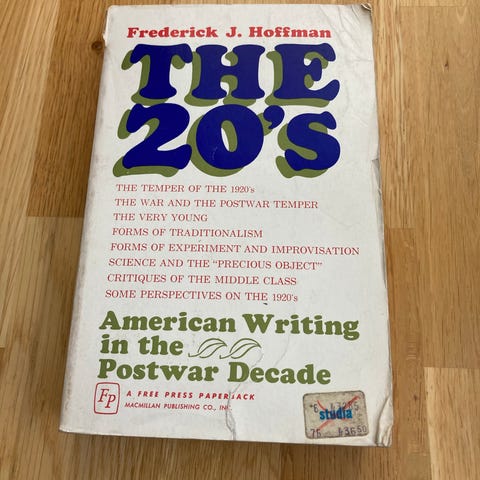 Frederick J. Hoffman
THE
20's
THE TEMPER OF THE 1920's
THE WAR AND THE POSTWAR TEMPER
THE VERY YOUNG
FORMS OF TRADITIONALISM
FORMS OF EXPERIMENT AND IMPROVISATION
SCIENCE AND THE "PRECIOUS OBJECT"
CRITIQUES OF THE MIDDLE CLASS
SOME PERSPECTIVES ON THE 1920's
American Writing
in the
Postwar Decade
FP
A FREE PRESS PAPERBACK
MACMILLAN PUBLISHING CO., INC.
studia